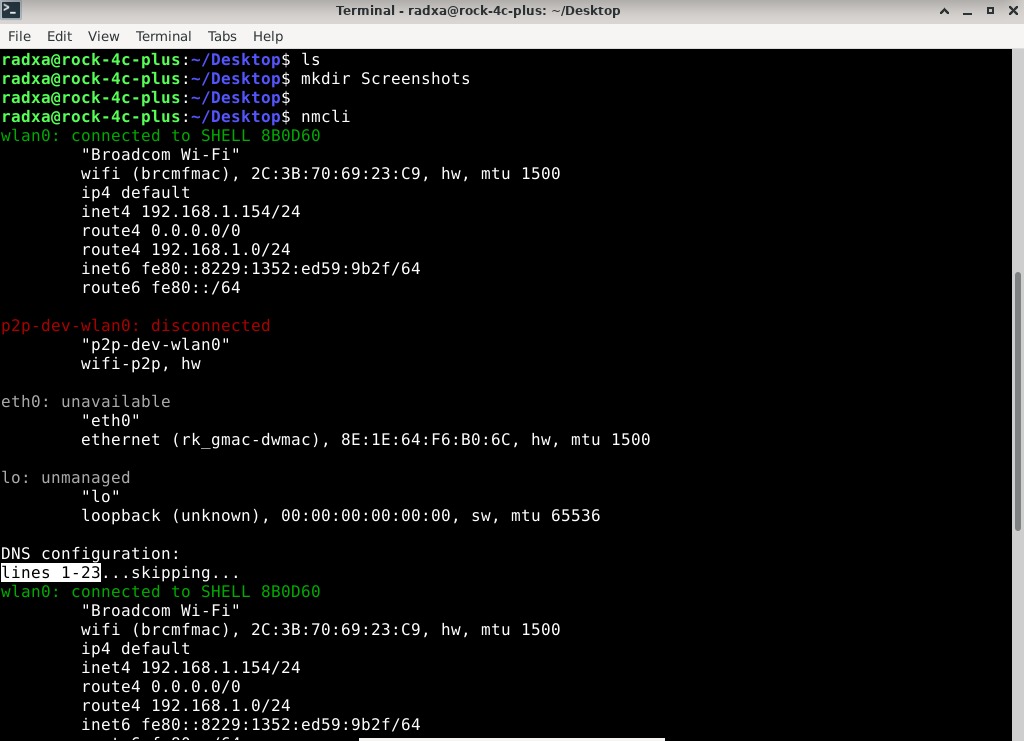 Terminal - radxa@rock-4c-plus: ~/Desktop
File Edit View Terminal Tabs Help
radxa@rock-4c-plus:~/Desktop$ ls
radxa@rock-4c-plus:~/Desktop$ mkdir Screenshots
radxa@rock-4c-plus:~/Desktop$
radxa@rock-4c-plus:~/Desktop$ nmcli
wlan0: connected to SHELL 8B0D60
"Broadcom Wi-Fi"
wifi (brcmfmac), 2C:3B:70:69:23:C9, hw, mtu 1500
ip4 default
inet4 192.168.1.154/24
route4 0.0.0.0/0
route4 192.168.1.0/24
inet6 fe80::8229:1352:ed59:9b2f/64
route6 fe80::/64
p2p-dev-wlan0: disconnected
"p2p-dev-wlan0"
wifi-p2p, hw
eth0: unavailable
"eth0"
ethernet (rk_gmac-dwmac), 8E:1E:64:F6:B0:6C, hw, mtu 1500
lo: unmanaged
"lo"
loopback (unknown), 00:00:00:00:00:00, sw, mtu 65536
DNS configuration:
lines 1-23...skipping...
wlan0: connected to SHELL 8B0D60
"Broadcom Wi-Fi"
wifi (brcmfmac), 2C:3B:70:69:23:C9, hw, mtu 1500
ip4 default
inet4 192.168.1.154/24
route4 0.0.0.0/0
route4 192.168.1.0/24
inet6 fe80::8229:1352:ed59:9b2f/64